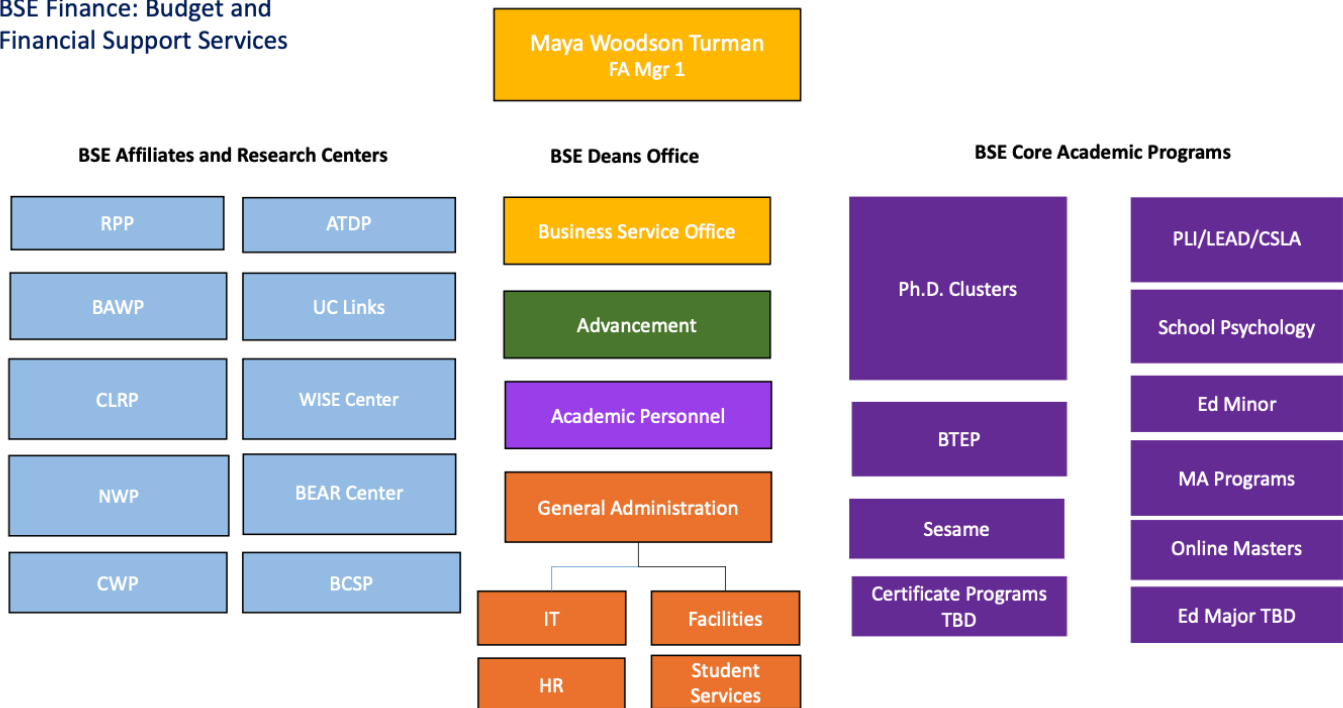 BSE Finance: Budget and
Financial Support Services
Maya Woodson Turman
FA Mgr 1
BSE Affiliates and Research Centers
RPP
ATDP
BAWP
UC Links
CLRP
WISE Center
NWP
BEAR Center
CWP
BCSP
BSE Deans Office
Business Service Office
Advancement
Academic Personnel
General Administration
IT
Facilities
HR
Student
Services
BSE Core Academic Programs
Ph.D. Clusters
BTEP
Sesame
Certificate Programs
TBD
PLI/LEAD/CSLA
School Psychology
Ed Minor
MA Programs
Online Masters
Ed Major TBD